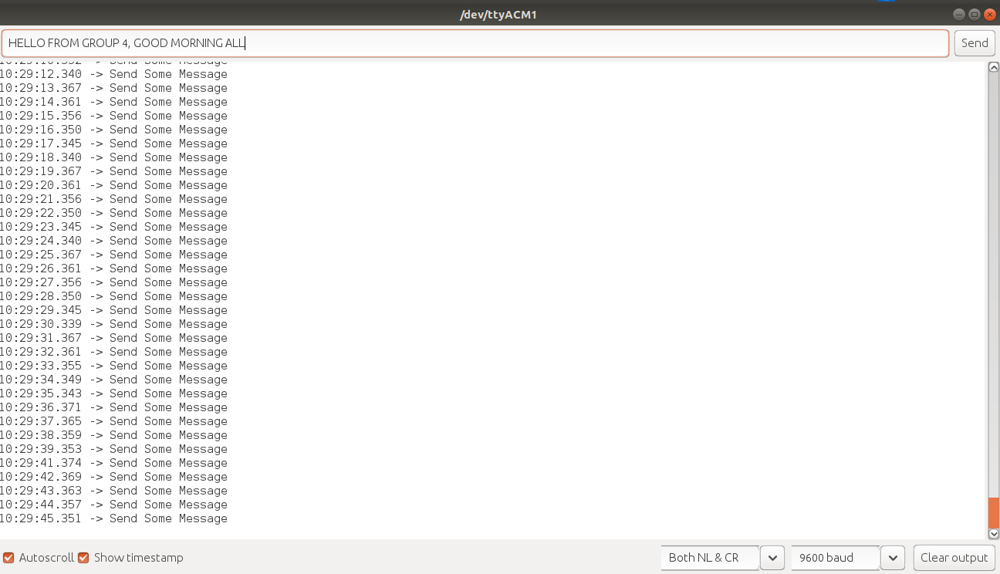 /dev/ttyACM1
HELLO FROM GROUP 4, GOOD MORNING ALL
Send
-> Send Some Message
10:29:12.340 -> Send Some Message
10:29:13.367 -> Send Some Message
10:29:14.361 -> Send Some Message
10:29:15.356 -> Send Some Message
10:29:16.350 -> Send Some Message
10:29:17.345 -> Send Some Message
10:29:18.340 -> Send Some Message
10:29:19.367 -> Send Some Message
10:29:20.361 -> Send Some Message
10:29:21.356 -> Send Some Message
10:29:22.350 -> Send Some Message
10:29:23.345 -> Send Some Message
10:29:24.340 -> Send Some Message
10:29:25.367 -> Send Some Message
10:29:26.361 -> Send Some Message
10:29:27.356 -> Send Some Message
10:29:28.350 -> Send Some Message
10:29:29.345 -> Send Some Message
10:29:30.339 -> Send Some Message
10:29:31.367 -> Send Some Message
10:29:32.361 -> Send Some Message
10:29:33.355 -> Send Some Message
10:29:34.349 -> Send Some Message
10:29:35.343 -> Send Some Message
10:29:36.371 -> Send Some Message
10:29:37.365 -> Send Some Message
10:29:38.359 -> Send Some Message
10:29:39.353 -> Send Some Message
10:29:41.374 -> Send Some Message
10:29:42.369 -> Send Some Message
10:29:43.363 -> Send Some Message
10:29:44.357 -> Send Some Message
10:29:45.351 -> Send Some Message
Autoscroll Show timestamp Both NL & CR 9600 baud Clear output